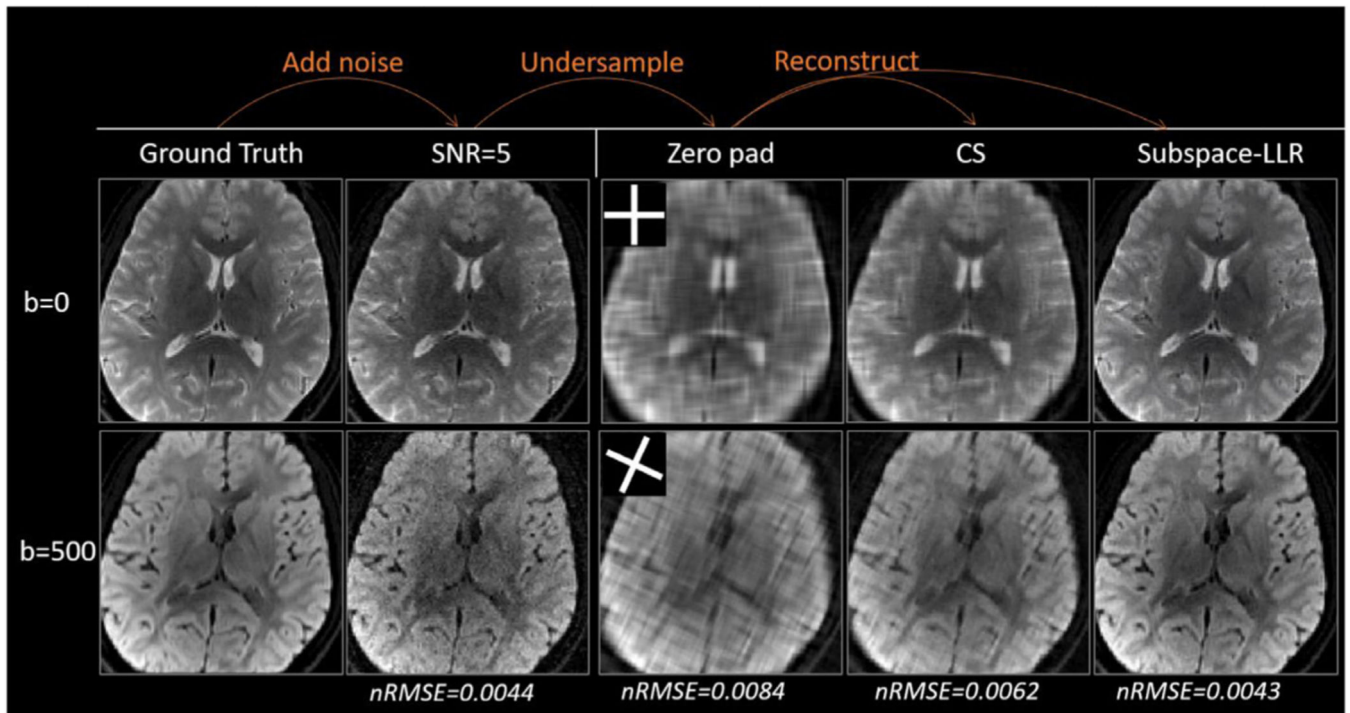 Add noise Undersample Reconstruct
Ground Truth SNR=5 Zero pad CS Subspace-LLR
b=0
b=500
nRMSE=0.0044 nRMSE=0.0084 nRMSE=0.0062 nRMSE=0.0043